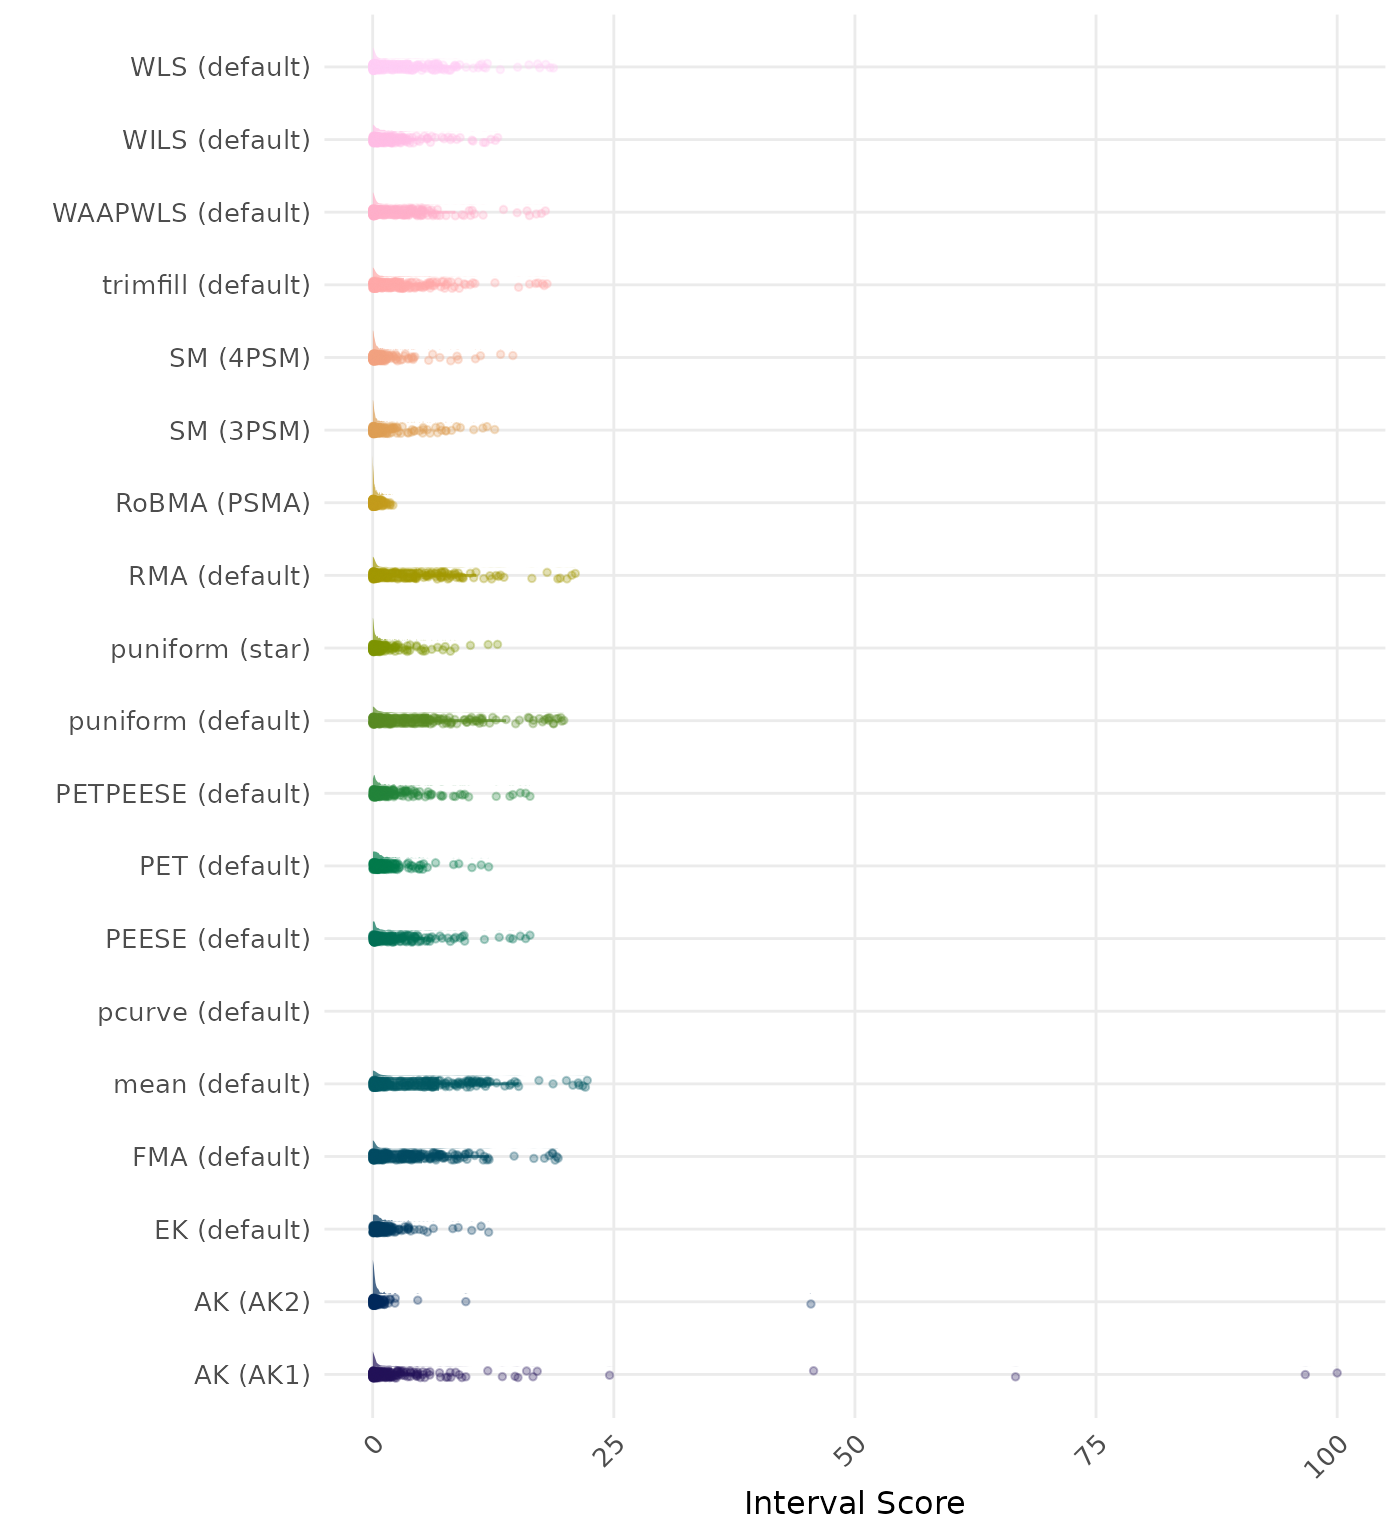 WLS (default)
WILS (default)
WAAPWLS (default)
trimfill (default)
SM (4PSM)
SM (3PSM)
RoBMA (PSMA)
RMA (default)
puniform (star)
puniform (default)
PETPEESE (default)
PET (default)
PEESE (default)
pcurve (default)
mean (default)
FMA (default)
EK (default)
AK (AK2)
AK (AK1)
0 25 50 75 100
Interval Score